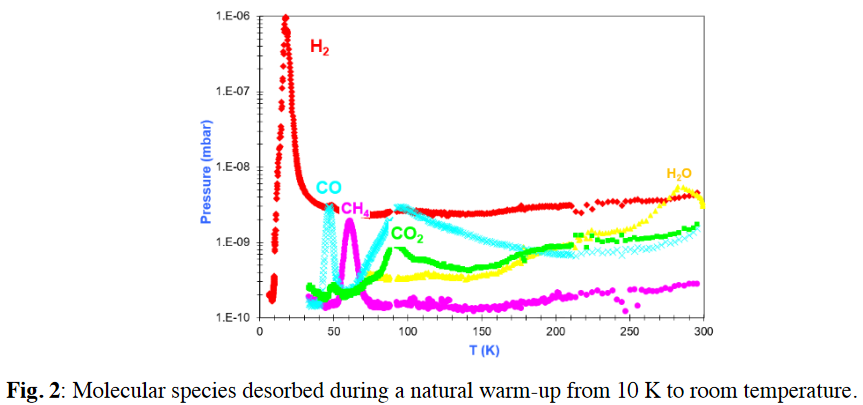 1.E-06
H2
1.E-07
Pressure (mbar)
1.E-08
H2O
CO
CH4
CO2
1.E-09
1.E-10
0 50 100 150 200 250 300
T (K)
Fig. 2: Molecular species desorbed during a natural warm-up from 10 K to room temperature.